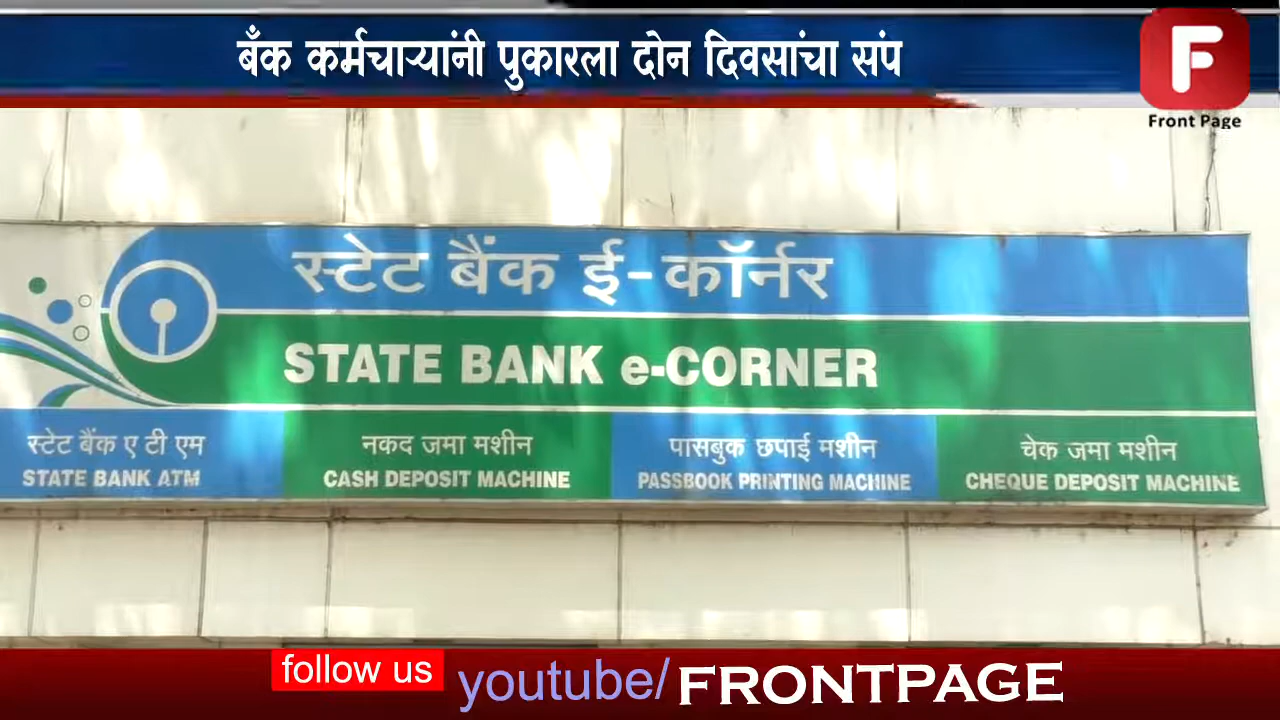 बँक कर्मचाऱ्यांनी पुकारला दोन दिवसांचा संप
F
Front Page
स्टेट बैंक ई-कॉर्नर
STATE BANK e-CORNER
स्टेट बैंक ए टी एम
STATE BANK ATM
नकद जमा मशीन
CASH DEPOSIT MACHINE
पासबुक छपाई मशीन
PASSBOOK PRINTING MACHINE
चेक जमा मशीन
CHEQUE DEPOSIT MACHINE
follow us youtube/ FRONTPAGE